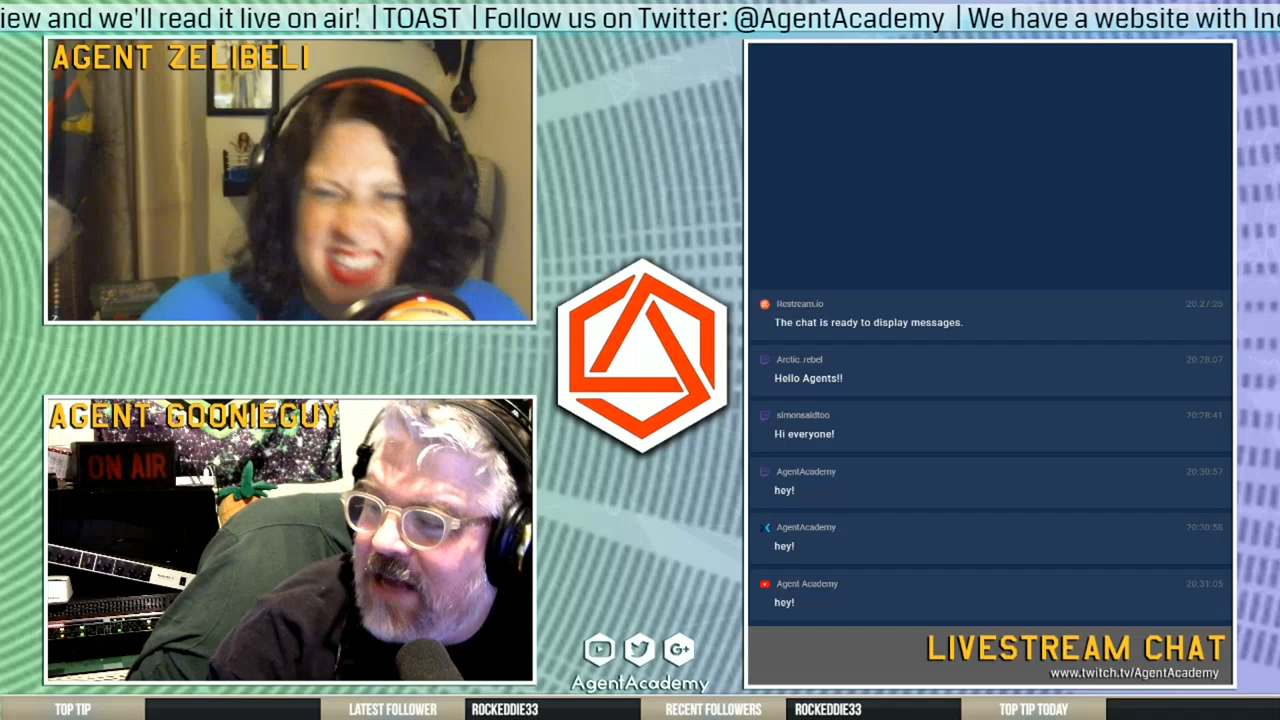 iew and we'll read it live on air! | TOAST | Follow us on Twitter: @AgentAcademy | We have a website with Inc
AGENT ZELIBELI
Restream.io 20:27:25
The chat is ready to display messages.
Arctic_rebel 20:28:07
Hello Agents!!
simonsaidtoo 20:28:41
Hi everyone!
AGENT GOONIEGUY
ON AIR
AgentAcademy 20:30:57
hey!
AgentAcademy 20:30:58
hey!
Agent Academy 20:31:05
hey!
G+
AgentAcademy
LIVESTREAM CHAT
www.twitch.tv/AgentAcademy
TOP TIP LATEST FOLLOWER ROCKEDDIE33 RECENT FOLLOWERS ROCKEDDIE33 TOP TIP TODAY